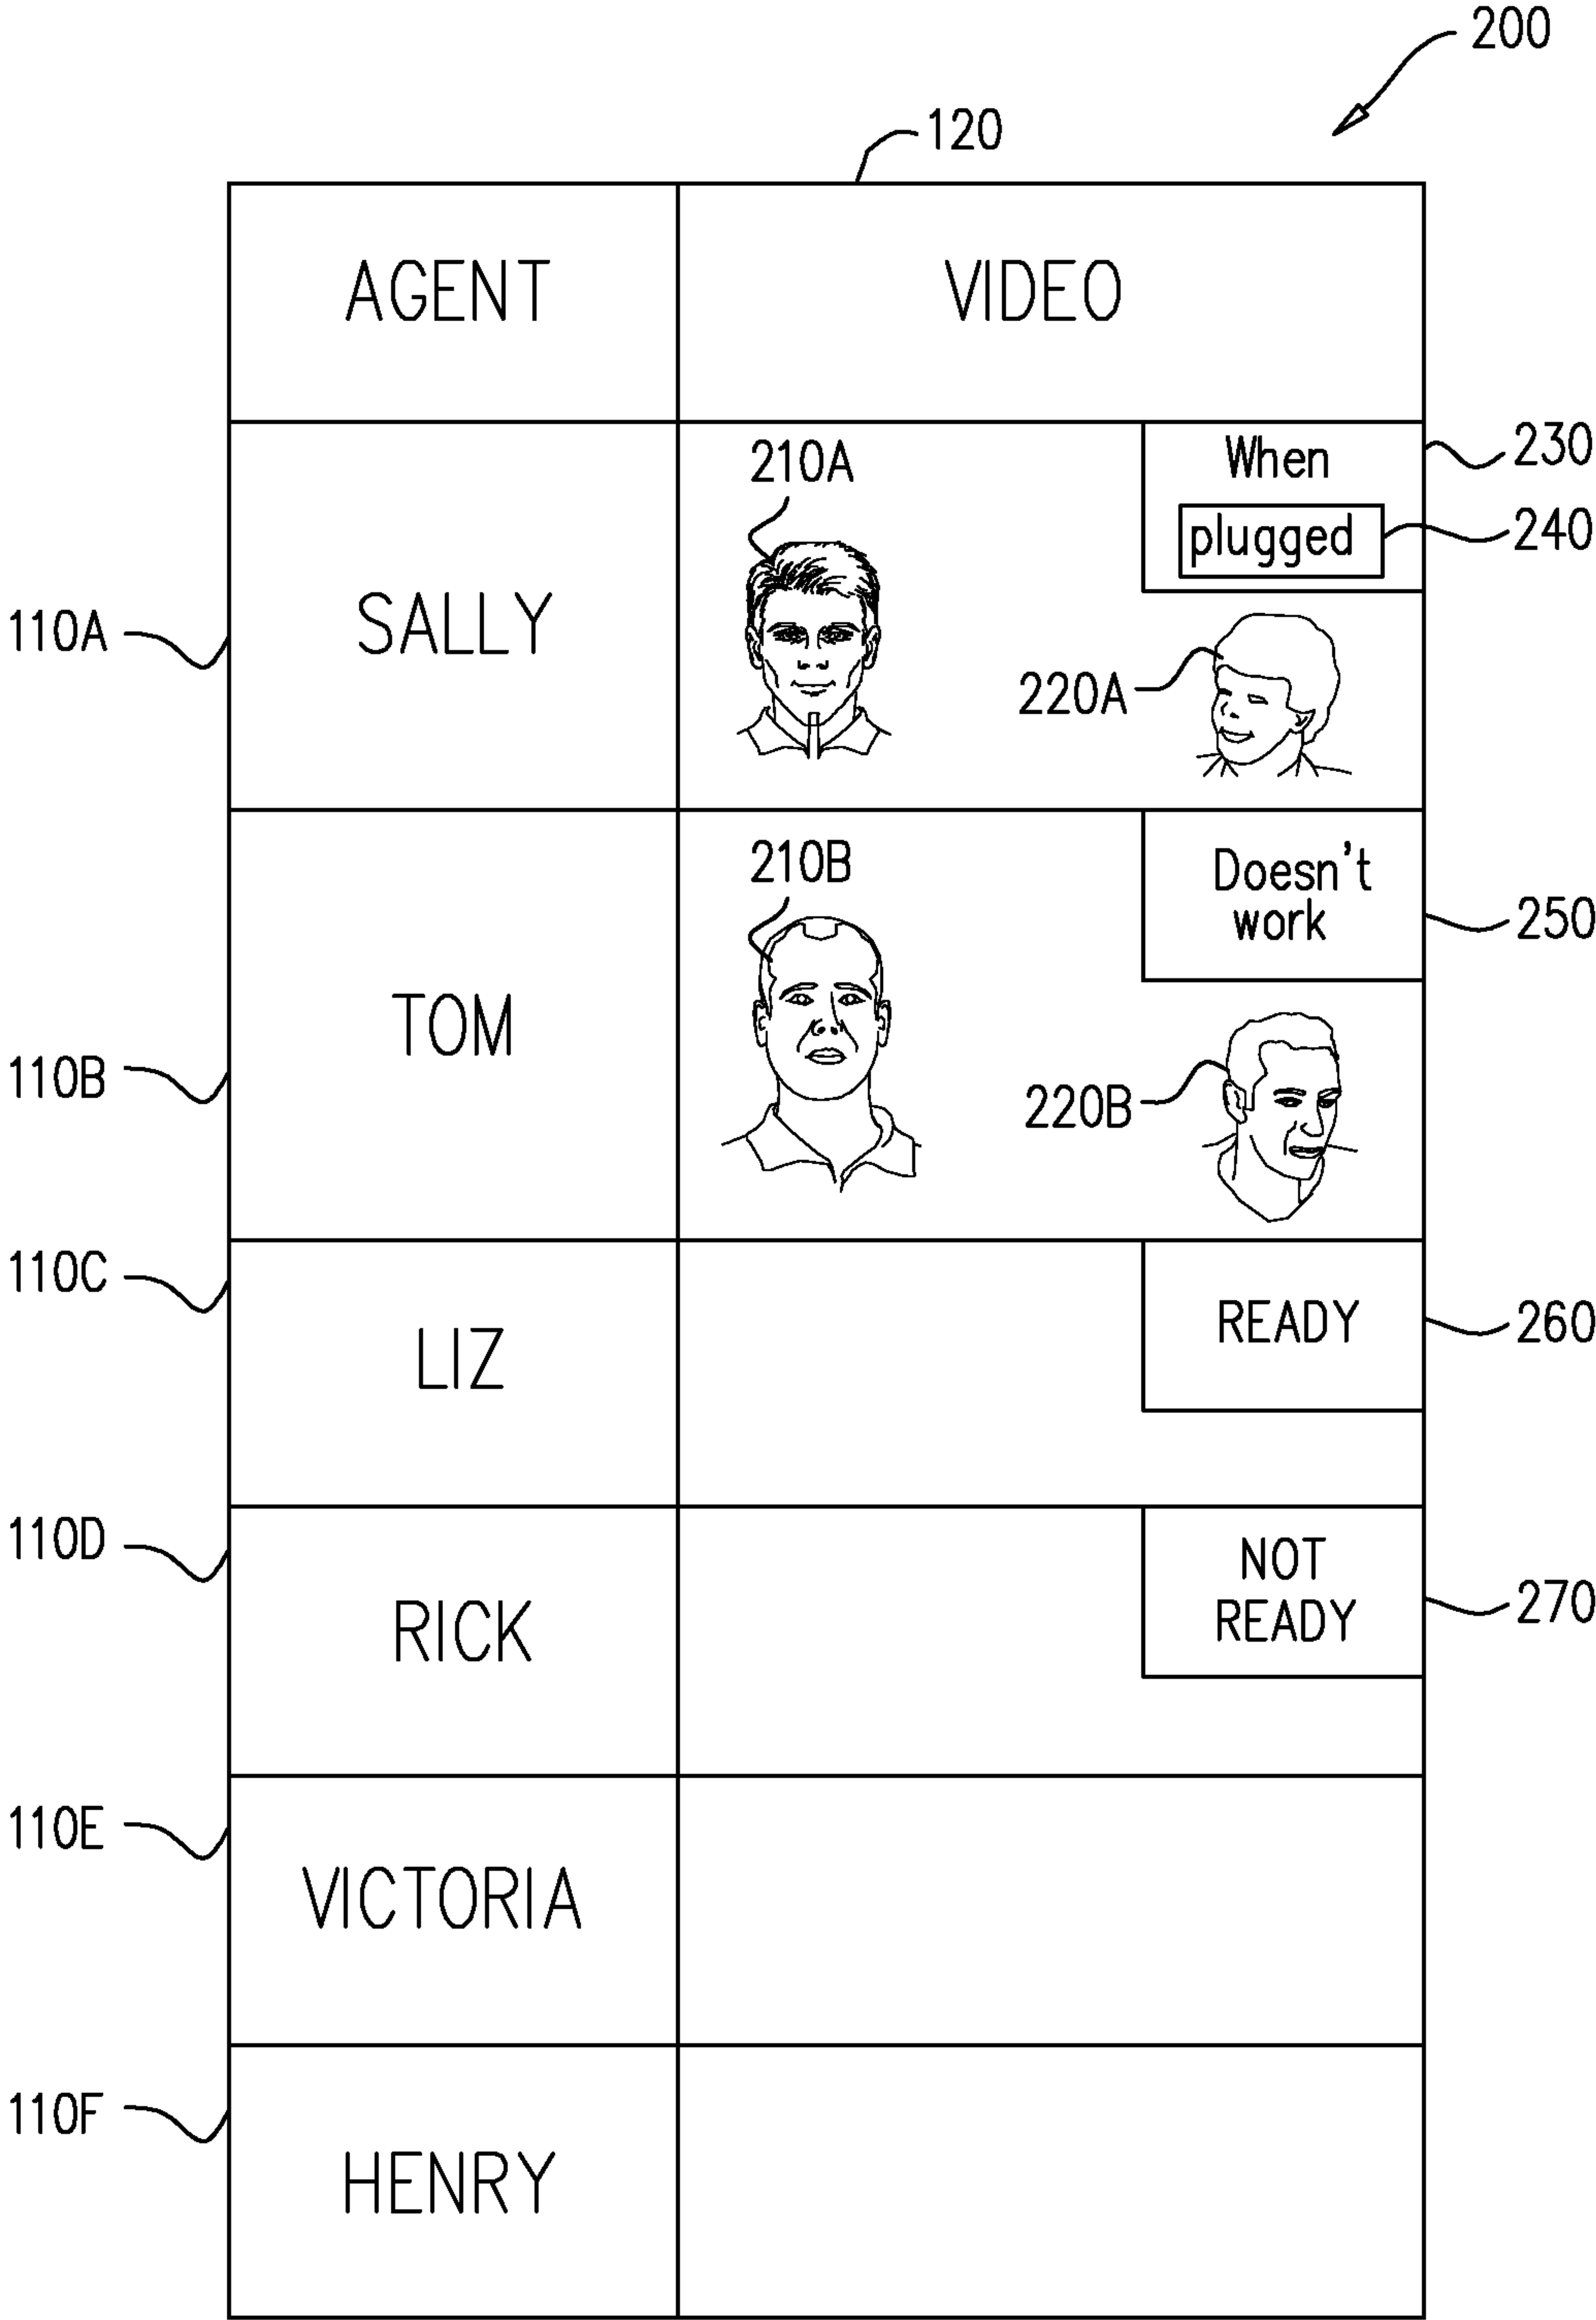 200
120
AGENT
VIDEO
210A
When
230
plugged
240
110A
SALLY
220A
210B
Doesn't
work
250
TOM
110B
220B
110C
READY
260
LIZ
110D
NOT
READY
270
RICK
110E
VICTORIA
110F
HENRY